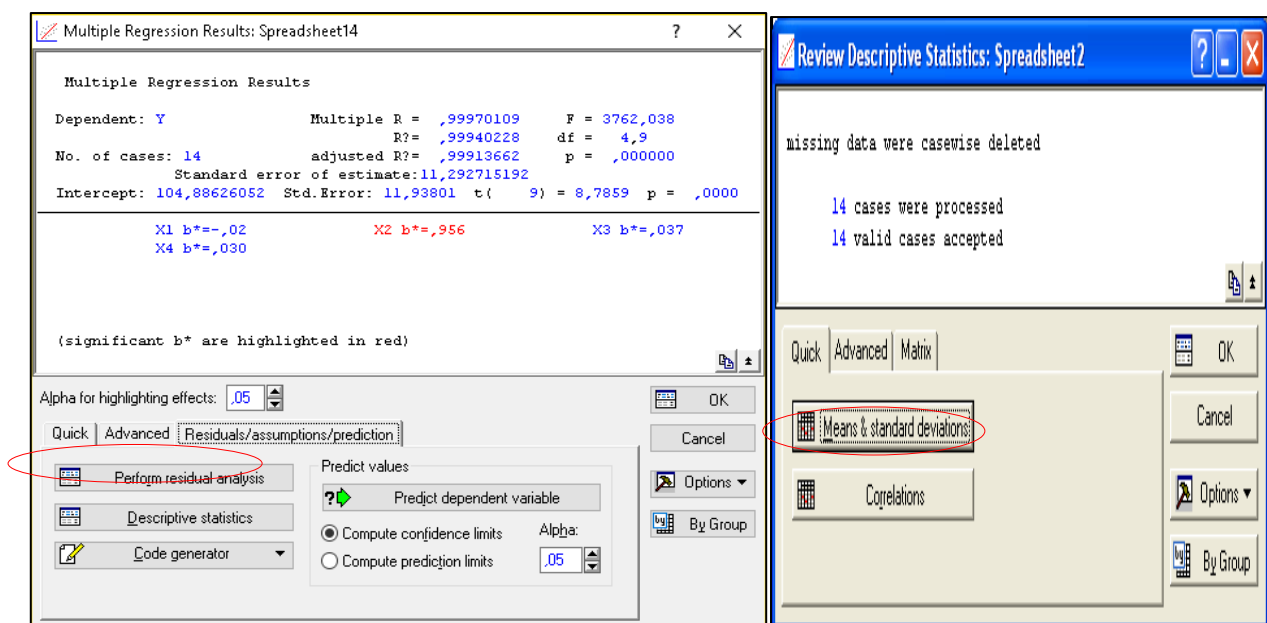 Multiple Regression Results: Spreadsheet14 ? X
Multiple Regression Results
Dependent: Y Multiple R = ,99970109 F = 3762,038
R?= ,99940228 df = 4,9
No. of cases: 14 adjusted R?= ,99913662 p = ,000000
Standard error of estimate:11,292715192
Intercept: 104,88626052 Std.Error: 11,93801 t( 9) = 8,7859 p = ,0000
X1 b*=-,02 X2 b*=,956 X3 b*=,037
X4 b*=,030
(significant b* are highlighted in red)
Alpha for highlighting effects: ,05
OK
Quick Advanced Residuals/assumptions/prediction
Cancel
Perform residual analysis
Predict values
?
Predict dependent variable
Options
Descriptive statistics
Compute confidence limits Alpha:
By Group
Code generator
Compute prediction limits ,05
Review Descriptive Statistics: Spreadsheet2 ? - X
missing data were casewise deleted
14 cases were processed
14 valid cases accepted
Quick Advanced Matrix
OK
Means & standard deviations
Cancel
Correlations
Options
By Group